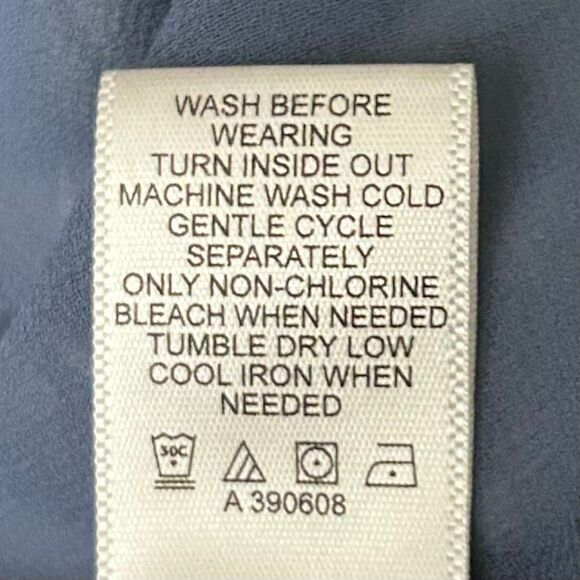 WASH BEFORE
WEARING
TURN INSIDE OUT
MACHINE WASH COLD
GENTLE CYCLE
SEPARATELY
ONLY NON-CHLORINE
BLEACH WHEN NEEDED
TUMBLE DRY LOW
COOL IRON WHEN
NEEDED
30C
A 390608